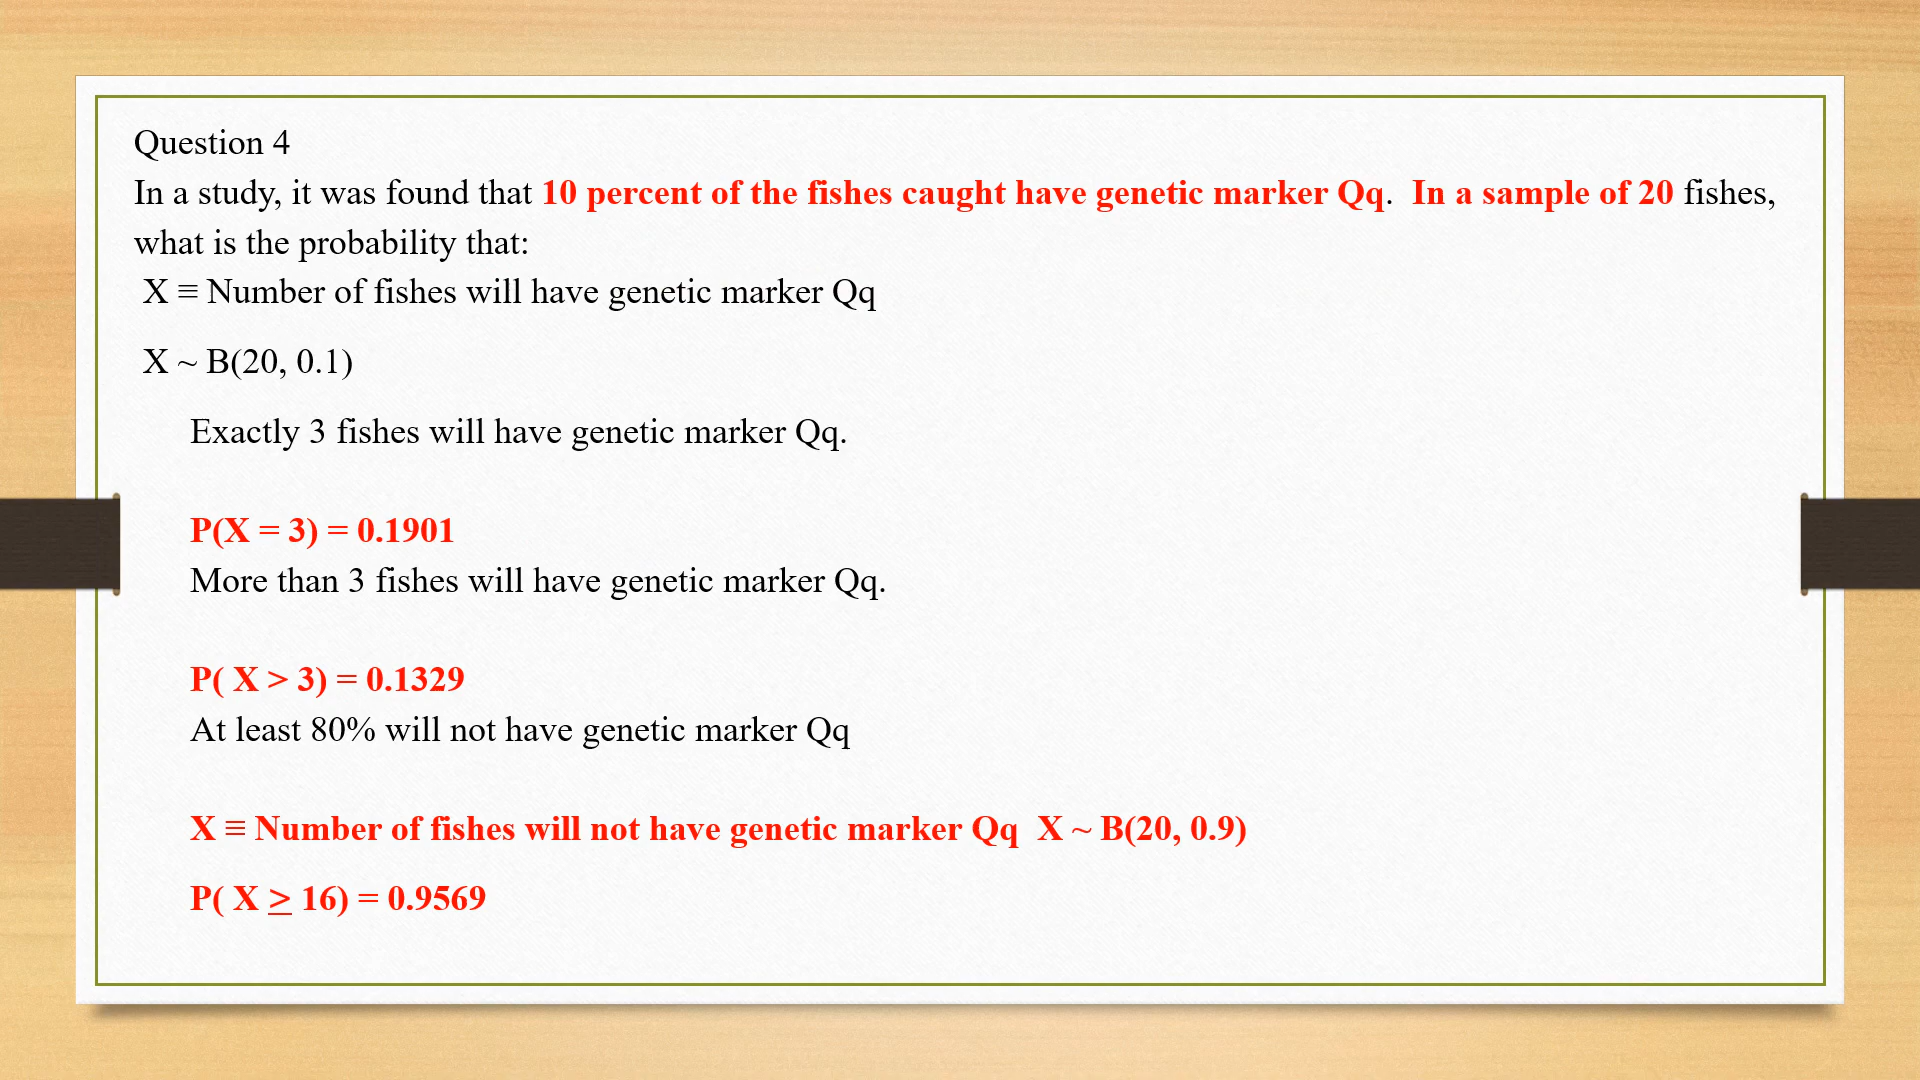 Question 4
In a study, it was found that 10 percent of the fishes caught have genetic marker Qq.  In a sample of 20 fishes,
what is the probability that:
X ≡ Number of fishes will have genetic marker Qq
X ~ B(20, 0.1)
Exactly 3 fishes will have genetic marker Qq.
P(X = 3) = 0.1901
More than 3 fishes will have genetic marker Qq.
P( X > 3) = 0.1329
At least 80% will not have genetic marker Qq
X ≡ Number of fishes will not have genetic marker Qq  X ~ B(20, 0.9)
P( X ≥ 16) = 0.9569